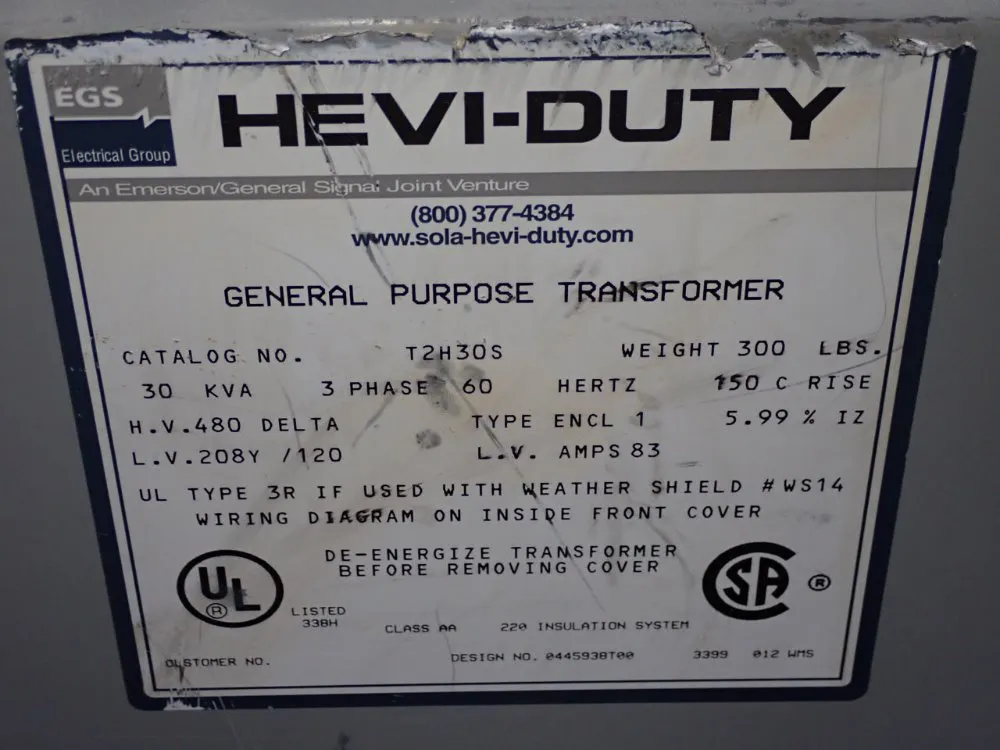 EGS
Electrical Group
HEVI-DUTY
An Emerson/General Signal Joint Venture
(800) 377-4384
www.sola-hevi-duty.com
GENERAL PURPOSE TRANSFORMER
CATALOG NO. T2H30S WEIGHT 300 LBS.
30 KVA 3 PHASE 60 HERTZ 150 C RISE
H.V.480 DELTA TYPE ENCL 1 5.99 % IZ
L.V.208Y /120 L.V. AMPS 83
UL TYPE 3R IF USED WITH WEATHER SHIELD #WS14
WIRING DIAGRAM ON INSIDE FRONT COVER
DE-ENERGIZE TRANSFORMER
BEFORE REMOVING COVER
UL ® LISTED
338H
SA ®
CLASS AA 220 INSULATION SYSTEM
CUSTOMER NO. DESIGN NO. 0445938T00 3399 012 WMS